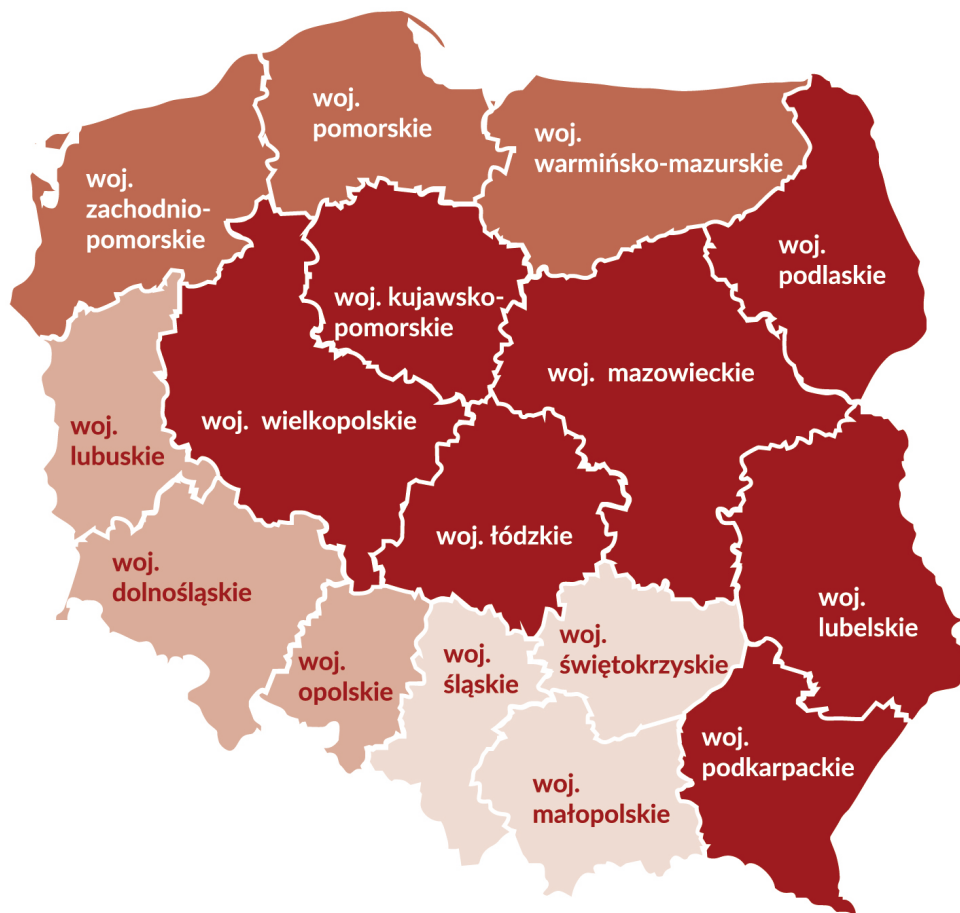 woj.
pomorskie
woj.
warmińsko-mazurskie
woj.
zachodnio-
pomorskie
woj.
podlaskie
woj. kujawsko-
pomorskie
woj. mazowieckie
woj. wielkopolskie
woj.
lubuskie
woj. łódzkie
woj.
dolnośląskie
woj.
lubelskie
woj.
opolskie
woj.
śląskie
woj.
świętokrzyskie
woj.
podkarpackie
woj.
małopolskie